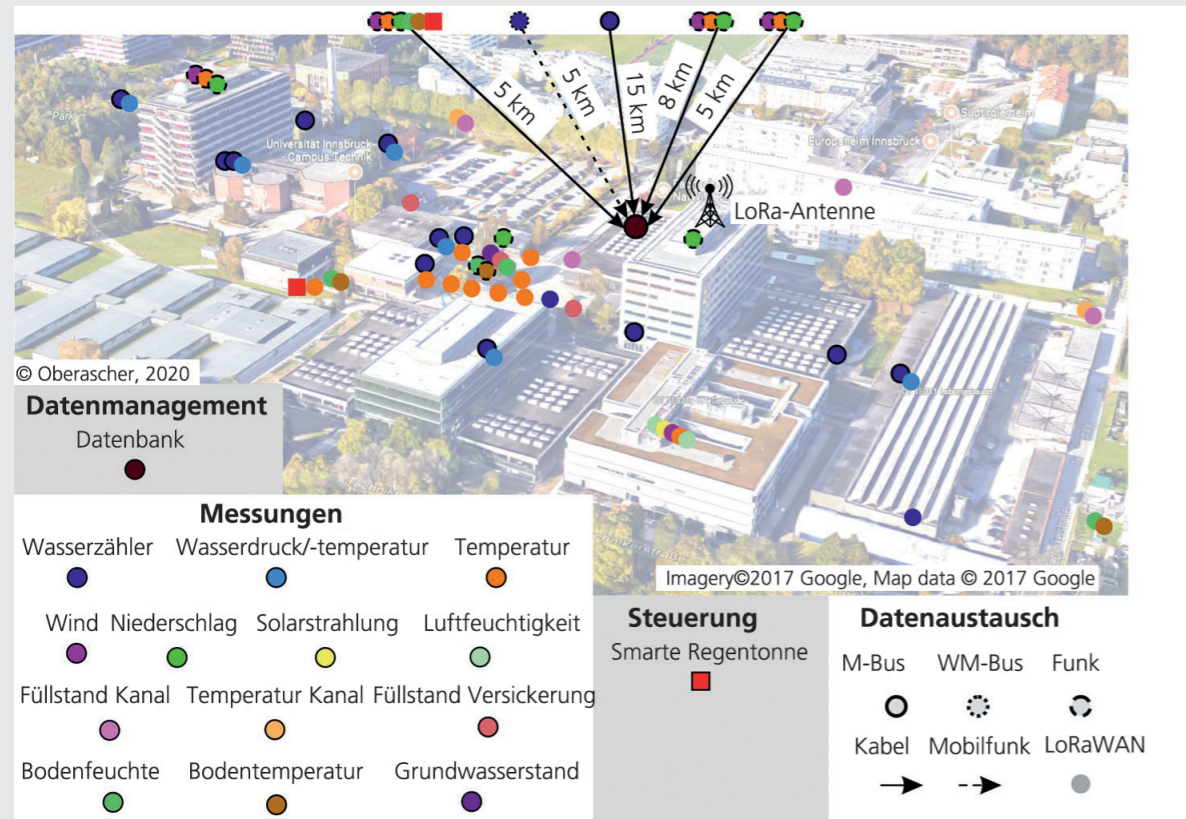 5 km
5 km
15 km
8 km
5 km
Park
Universität Innsbruck
Campus Technik
Europaheim Innsbruck
LoRa-Antenne
© Oberascher, 2020
Imagery©2017 Google, Map data © 2017 Google
Datenmanagement
Datenbank
Messungen
Wasserzähler Wasserdruck/-temperatur Temperatur
Wind Niederschlag Solarstrahlung Luftfeuchtigkeit
Füllstand Kanal Temperatur Kanal Füllstand Versickerung
Bodenfeuchte Bodentemperatur Grundwasserstand
Steuerung
Smarte Regentonne
Datenaustausch
M-Bus WM-Bus Funk
Kabel Mobilfunk LoRaWAN